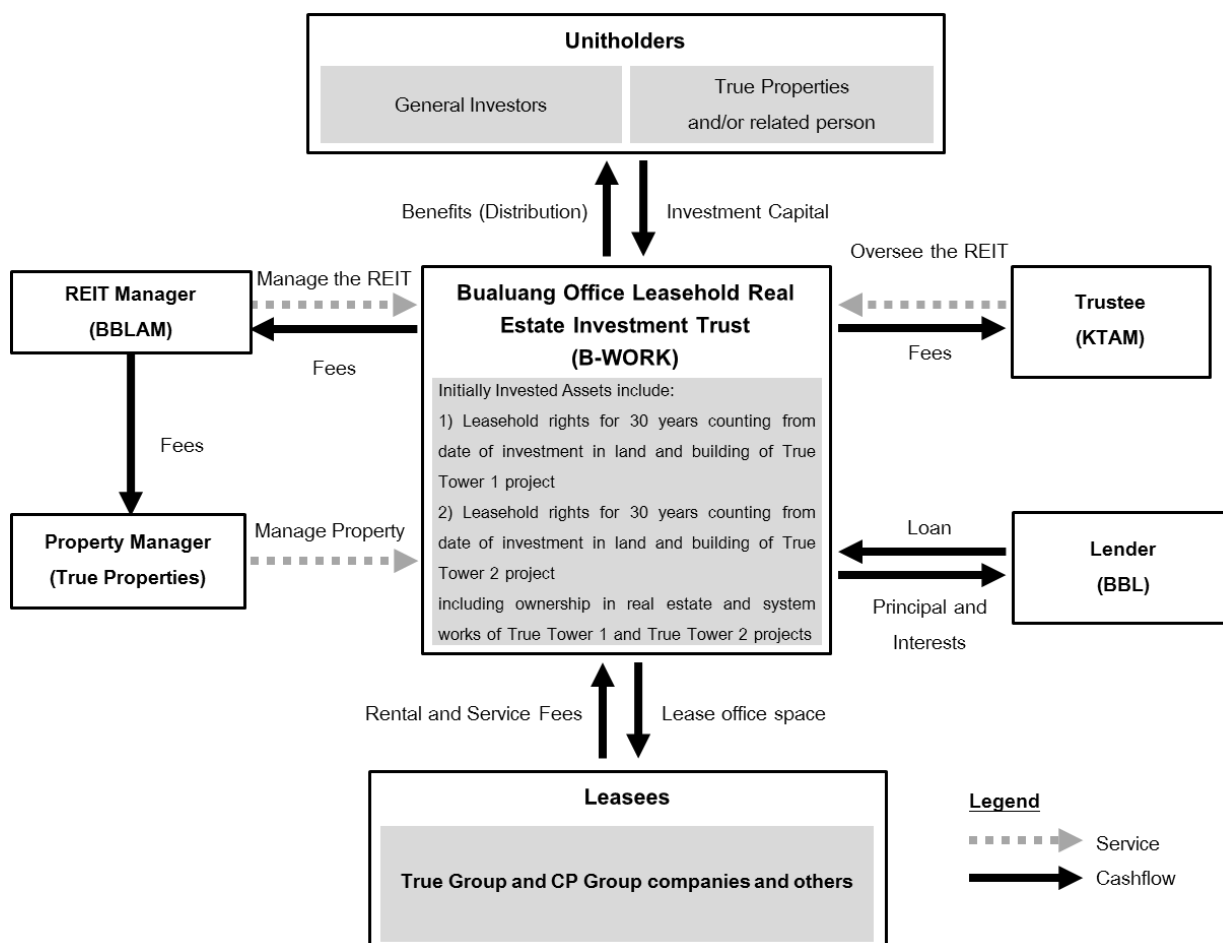 Unitholders
General Investors
True Properties
and/or related person
Benefits (Distribution)
Investment Capital
Oversee the REIT
Manage the REIT
REIT Manager
(BBLAM)
Fees
Bualuang Office Leasehold Real
Estate Investment Trust
(B-WORK)
Initially Invested Assets include:
1) Leasehold rights for 30 years counting from
date of investment in land and building of True
Tower 1 project
2) Leasehold rights for 30 years counting from
date of investment in land and building of True
Tower 2 project
including ownership in real estate and system
works of True Tower 1 and True Tower 2 projects
Fees
Trustee
(KTAM)
Fees
Property Manager
(True Properties)
Manage Property
Loan
Lender
(BBL)
Principal and
Interests
Rental and Service Fees
Lease office space
Leasees
True Group and CP Group companies and others
Legend
Service
Cashflow